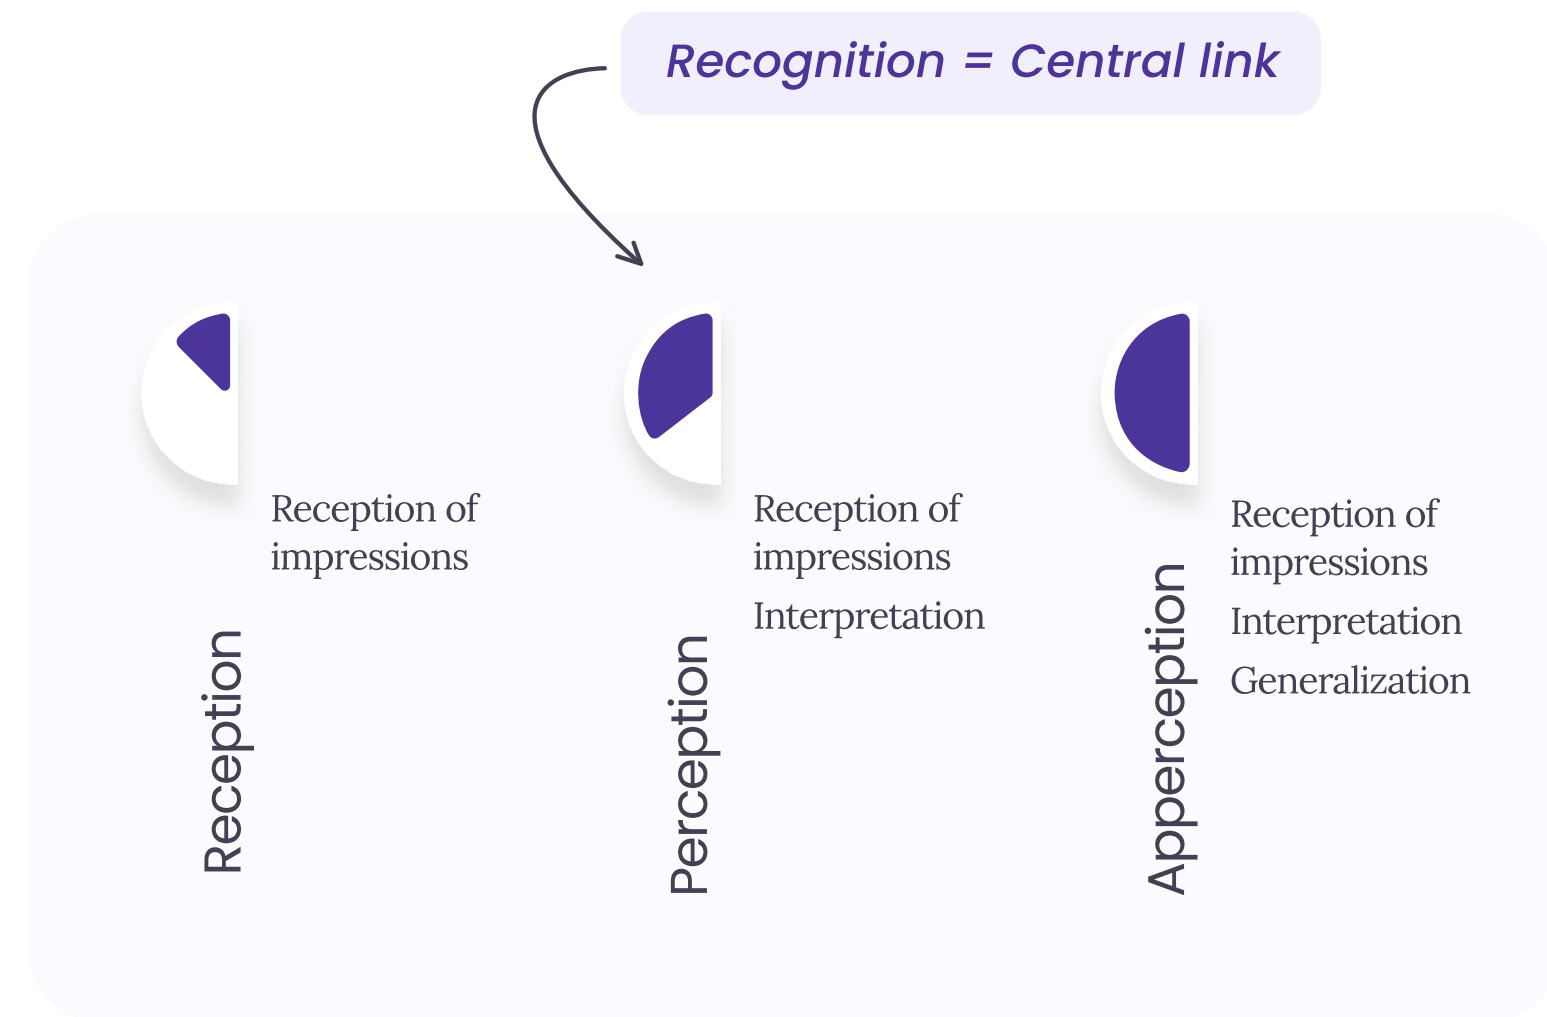 Recognition = Central link
Reception of
impressions
Reception
Reception of
impressions
Interpretation
Perception
Reception of
impressions
Interpretation
Generalization
Apperception